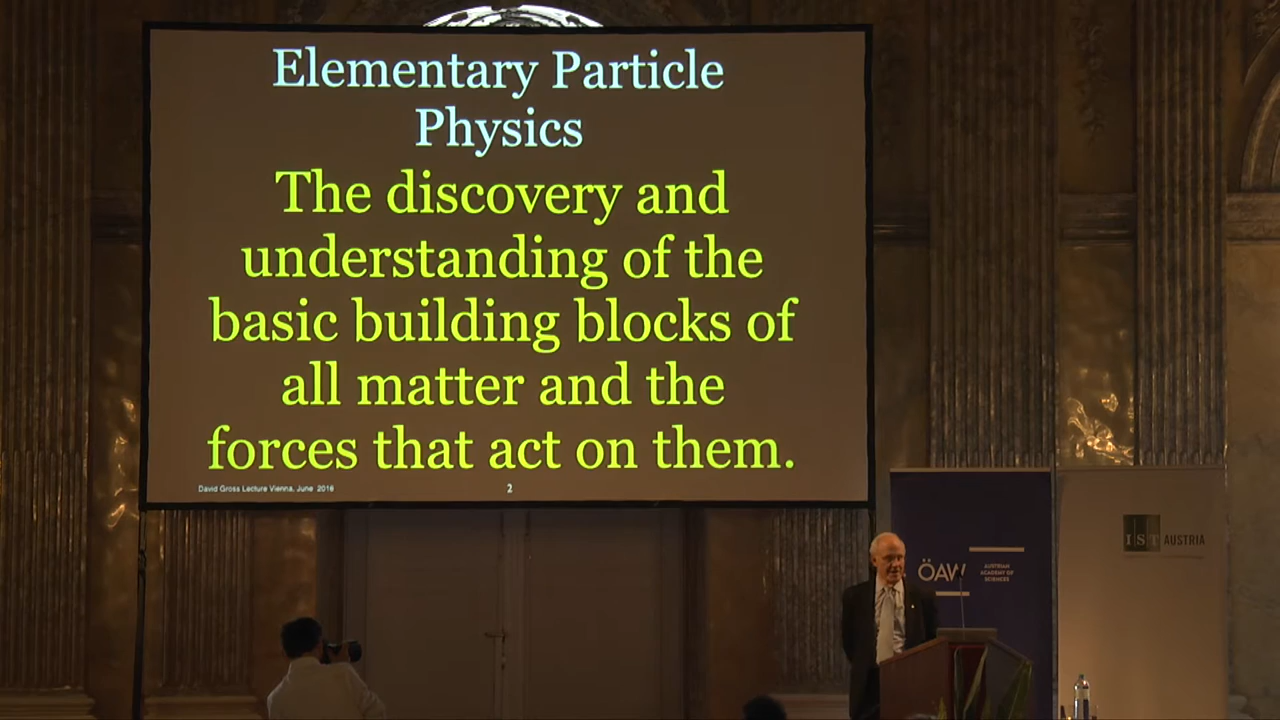 Elementary Particle
Physics
The discovery and
understanding of the
basic building blocks of
all matter and the
forces that act on them.
David Gross Lecture Vienna, June 2016
2
ÖAW
AUSTRIAN
ACADEMY OF
SCIENCES
IST AUSTRIA